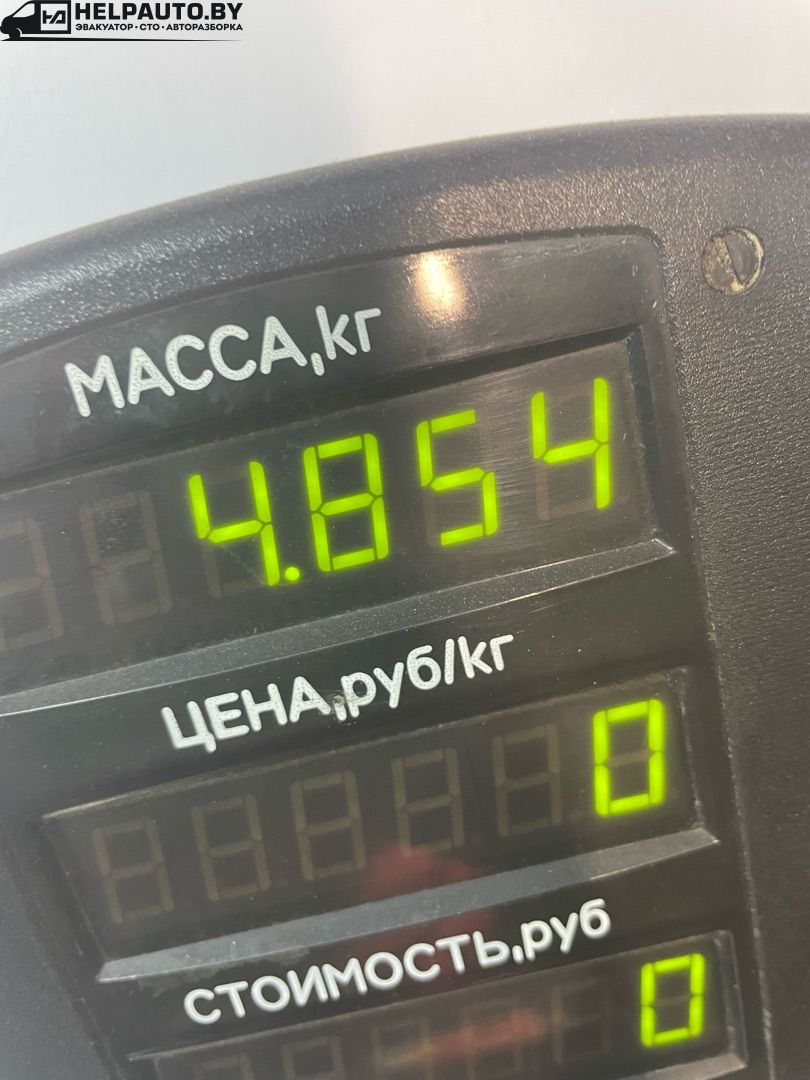 HELPAUTO.BY
ЭВАКУАТОР · СТО · АВТОРАЗБОРКА
МАССА,кг
4.854
ЦЕНА,руб/кг
0
СТОИМОСТЬ,руб
0